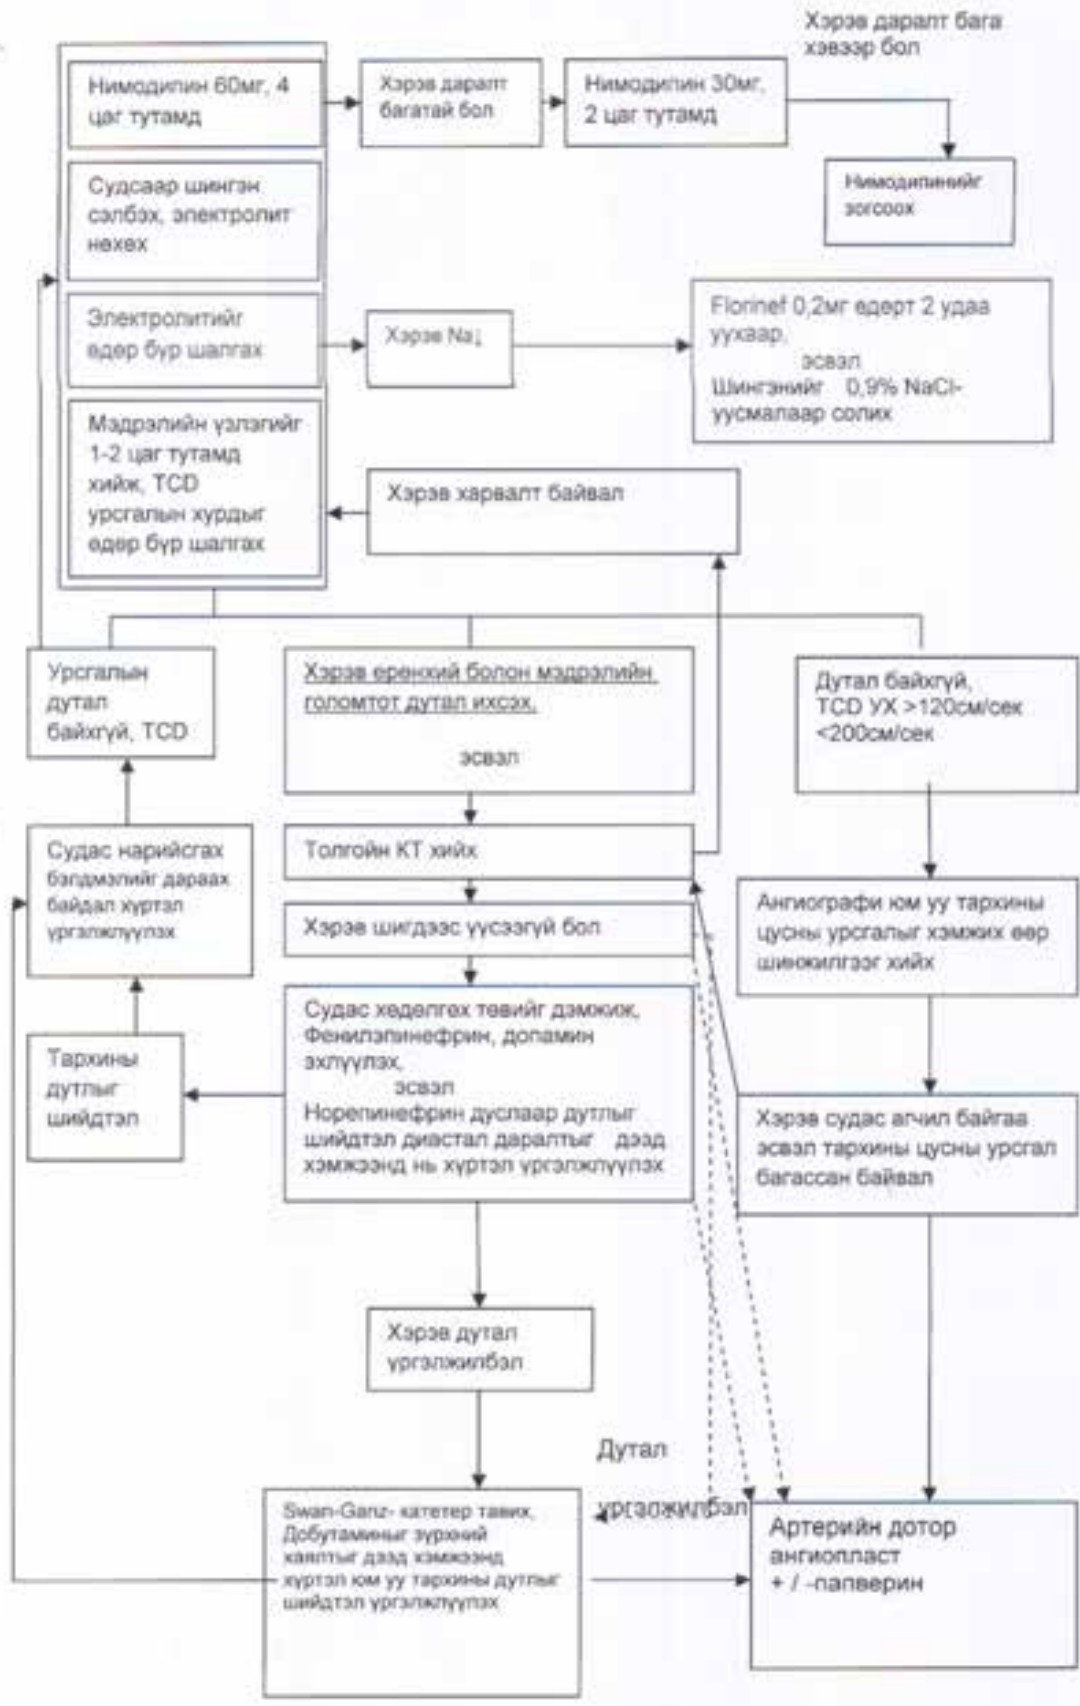 Хэрэв даралт бага
хэвээр бол
Нимодипин 60мг, 4
цаг тутамд
Хэрэв даралт
багатай бол
Нимодипин 30мг,
2 цаг тутамд
Нимодипинийг
зогсоох
Судсаар шингэн
сэлбэх, электролит
нөхөх
Электролитийг
өдөр бүр шалгах
Хэрэв Na↓
Florinef 0,2мг өдөрт 2 удаа
уухаар,
эсвэл
Шингэнийг 0,9% NaCl-
уусмалаар солих
Мэдрэлийн үзлэгийг
1-2 цаг тутамд
хийж, TCD
урсгалын хурдыг
өдөр бүр шалгах
Хэрэв харвалт байвал
Урсгалын
дутал
байхгүй, TCD
Хэрэв ерөнхий болон мэдрэлийн
голомтот дутал ихсэх,
эсвэл
Дутал байхгүй,
TCD УХ >120см/сек
<200см/сек
Судас нарийсгах
бэлдмэлийг дараах
байдал хүртэл
үргэлжлүүлэх
Толгойн КТ хийх
Хэрэв шигдээс үүсээгүй бол
Ангиографи юм уу тархины
цусны урсгалыг хэмжих өөр
шинжилгээг хийх
Судас хөдөлгөх төвийг дэмжиж,
Фенилэпинефрин, допамин
эхлүүлэх,
эсвэл
Норепинефрин дуслаар дутлыг
шийдтэл диастал даралтыг дээд
хэмжээнд нь хүртэл үргэлжлүүлэх
Тархины
дутлыг
шийдтэл
Хэрэв судас агчил байгаа
эсвэл тархины цусны урсгал
багассан байвал
Хэрэв дутал
үргэлжилбэл
Дутал
үргэлжилбэл
Swan-Ganz- катетер тавих,
Добутаминыг зүрхний
хаялтыг дээд хэмжээнд
хүртэл юм уу тархины дутлыг
шийдтэл үргэлжлүүлэх
Артерийн дотор
ангиопласт
+ / -папверин